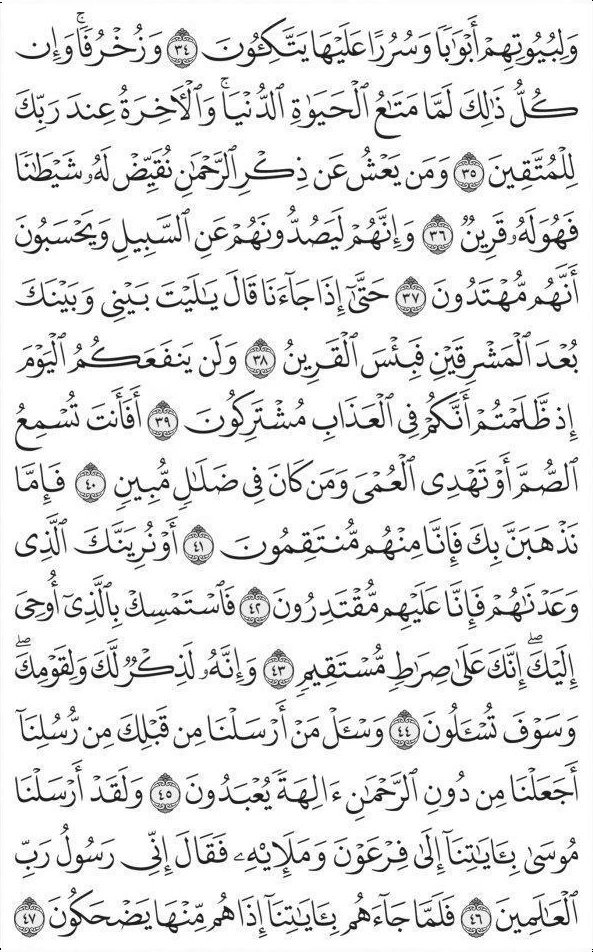 وَلِبُيُوتِهِمْ أَبْوَٰبًا وَسُرُرًا عَلَيْهَا يَتَّكِـُٔونَ ٣٤ وَزُخْرُفًا ۚ وَإِن
كُلُّ ذَٰلِكَ لَمَّا مَتَـٰعُ ٱلْحَيَوٰةِ ٱلدُّنْيَا ۚ وَٱلْـَٔاخِرَةُ عِندَ رَبِّكَ
لِلْمُتَّقِينَ ٣٥ وَمَن يَعْشُ عَن ذِكْرِ ٱلرَّحْمَـٰنِ نُقَيِّضْ لَهُۥ شَيْطَـٰنًا
فَهُوَ لَهُۥ قَرِينٌ ٣٦ وَإِنَّهُمْ لَيَصُدُّونَهُمْ عَنِ ٱلسَّبِيلِ وَيَحْسَبُونَ
أَنَّهُم مُّهْتَدُونَ ٣٧ حَتَّىٰٓ إِذَا جَآءَنَا قَالَ يَـٰلَيْتَ بَيْنِى وَبَيْنَكَ
بُعْدَ ٱلْمَشْرِقَيْنِ فَبِئْسَ ٱلْقَرِينُ ٣٨ وَلَن يَنفَعَكُمُ ٱلْيَوْمَ
إِذ ظَّلَمْتُمْ أَنَّكُمْ فِى ٱلْعَذَابِ مُشْتَرِكُونَ ٣٩ أَفَأَنتَ تُسْمِعُ
ٱلصُّمَّ أَوْ تَهْدِى ٱلْعُمْىَ وَمَن كَانَ فِى ضَلَـٰلٍ مُّبِينٍ ٤٠ فَإِمَّا
نَذْهَبَنَّ بِكَ فَإِنَّا مِنْهُم مُّنتَقِمُونَ ٤١ أَوْ نُرِيَنَّكَ ٱلَّذِى
وَعَدْنَـٰهُمْ فَإِنَّا عَلَيْهِم مُّقْتَدِرُونَ ٤٢ فَٱسْتَمْسِكْ بِٱلَّذِىٓ أُوحِىَ
إِلَيْكَ ۖ إِنَّكَ عَلَىٰ صِرَٰطٍ مُّسْتَقِيمٍ ٤٣ وَإِنَّهُۥ لَذِكْرٌ لَّكَ وَلِقَوْمِكَ ۖ
وَسَوْفَ تُسْـَٔلُونَ ٤٤ وَسْـَٔلْ مَنْ أَرْسَلْنَا مِن قَبْلِكَ مِن رُّسُلِنَآ
أَجَعَلْنَا مِن دُونِ ٱلرَّحْمَـٰنِ ءَالِهَةً يُعْبَدُونَ ٤٥ وَلَقَدْ أَرْسَلْنَا
مُوسَىٰ بِـَٔايَـٰتِنَآ إِلَىٰ فِرْعَوْنَ وَمَلَإِي۟هِۦ فَقَالَ إِنِّى رَسُولُ رَبِّ
ٱلْعَـٰلَمِينَ ٤٦ فَلَمَّا جَآءَهُم بِـَٔايَـٰتِنَآ إِذَا هُم مِّنْهَا يَضْحَكُونَ ٤٧